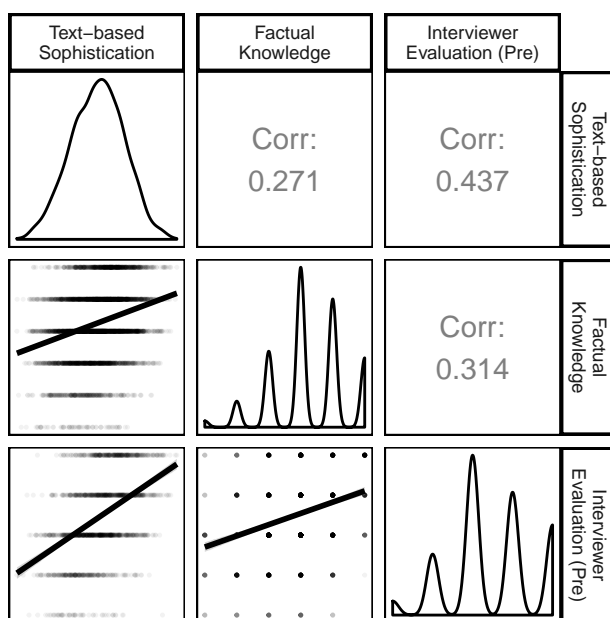 Text−based
Sophistication
Factual
Knowledge
Interviewer
Evaluation (Pre)
Corr:
0.271
Corr:
0.437
Text−based
Sophistication
Corr:
0.314
Factual
Knowledge
Interviewer
Evaluation (Pre)